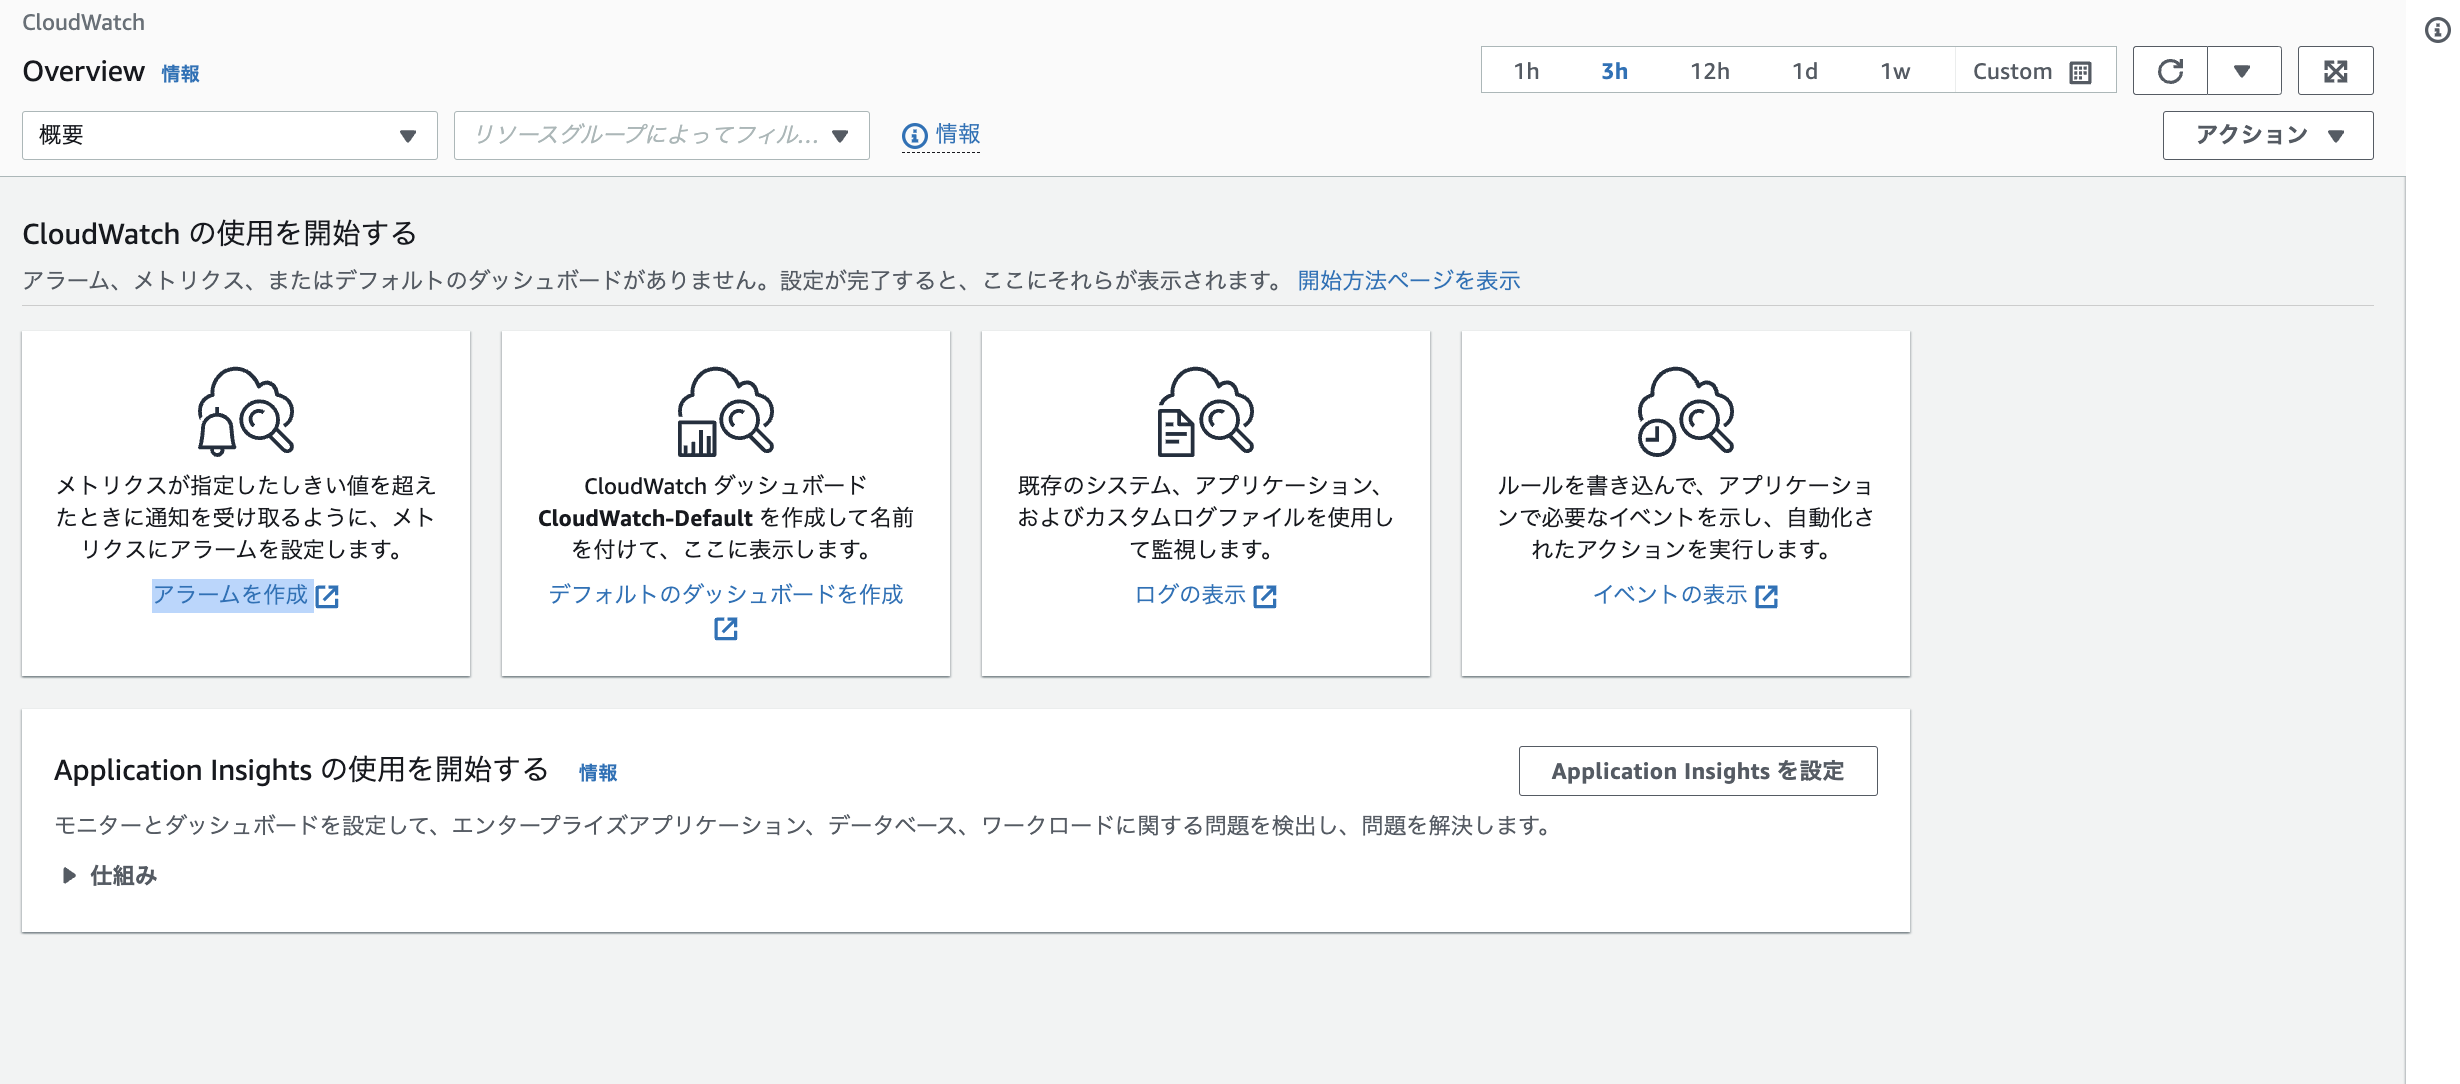 CloudWatch
Overview 情報
1h 3h 12h 1d 1w Custom
概要
リソースグループによってフィル...
情報
アクション
CloudWatch の使用を開始する
アラーム、メトリクス、またはデフォルトのダッシュボードがありません。設定が完了すると、ここにそれらが表示されます。 開始方法ページを表示
メトリクスが指定したしきい値を超え
たときに通知を受け取るように、メト
リクスにアラームを設定します。
アラームを作成
CloudWatch ダッシュボード
CloudWatch-Default を作成して名前
を付けて、ここに表示します。
デフォルトのダッシュボードを作成
既存のシステム、アプリケーション、
およびカスタムログファイルを使用し
て監視します。
ログの表示
ルールを書き込んで、アプリケーショ
ンで必要なイベントを示し、自動化さ
れたアクションを実行します。
イベントの表示
Application Insights の使用を開始する 情報
Application Insights を設定
モニターとダッシュボードを設定して、エンタープライズアプリケーション、データベース、ワークロードに関する問題を検出し、問題を解決します。
仕組み